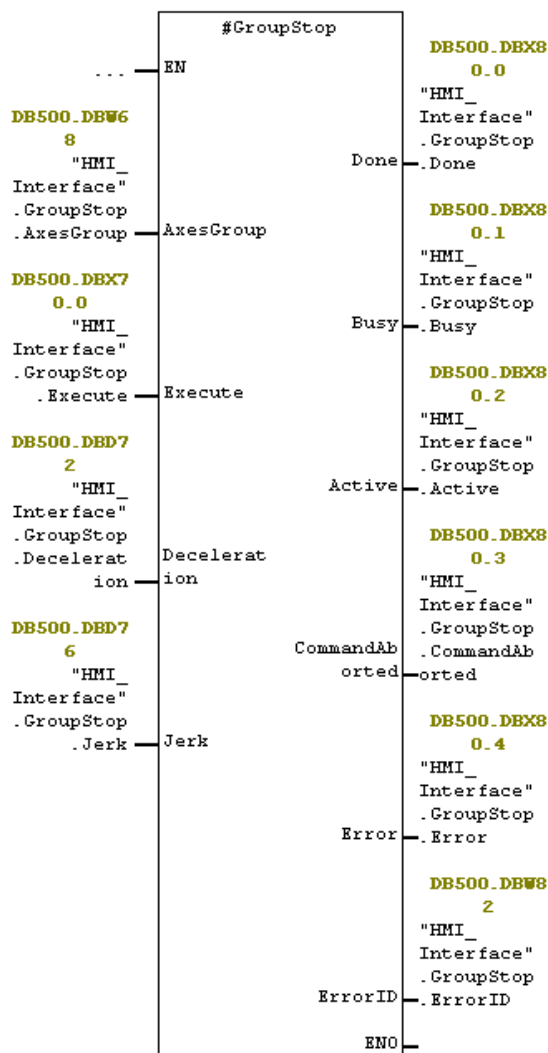 #GroupStop
... EN
DB500.DBW6
8
"HMI_
Interface"
.GroupStop
.AxesGroup
AxesGroup
DB500.DBX7
0.0
"HMI_
Interface"
.GroupStop
.Execute
Execute
DB500.DBD7
2
"HMI_
Interface"
.GroupStop
.Decelerat
ion
Decelerat
ion
DB500.DBD7
6
"HMI_
Interface"
.GroupStop
.Jerk
Jerk
DB500.DBX8
0.0
"HMI_
Interface"
.GroupStop
.Done
Done
DB500.DBX8
0.1
"HMI_
Interface"
.GroupStop
.Busy
Busy
DB500.DBX8
0.2
"HMI_
Interface"
.GroupStop
.Active
Active
DB500.DBX8
0.3
"HMI_
Interface"
.GroupStop
.CommandAb
orted
CommandAb
orted
DB500.DBX8
0.4
"HMI_
Interface"
.GroupStop
.Error
Error
DB500.DBW8
2
"HMI_
Interface"
.GroupStop
.ErrorID
ErrorID
ENO